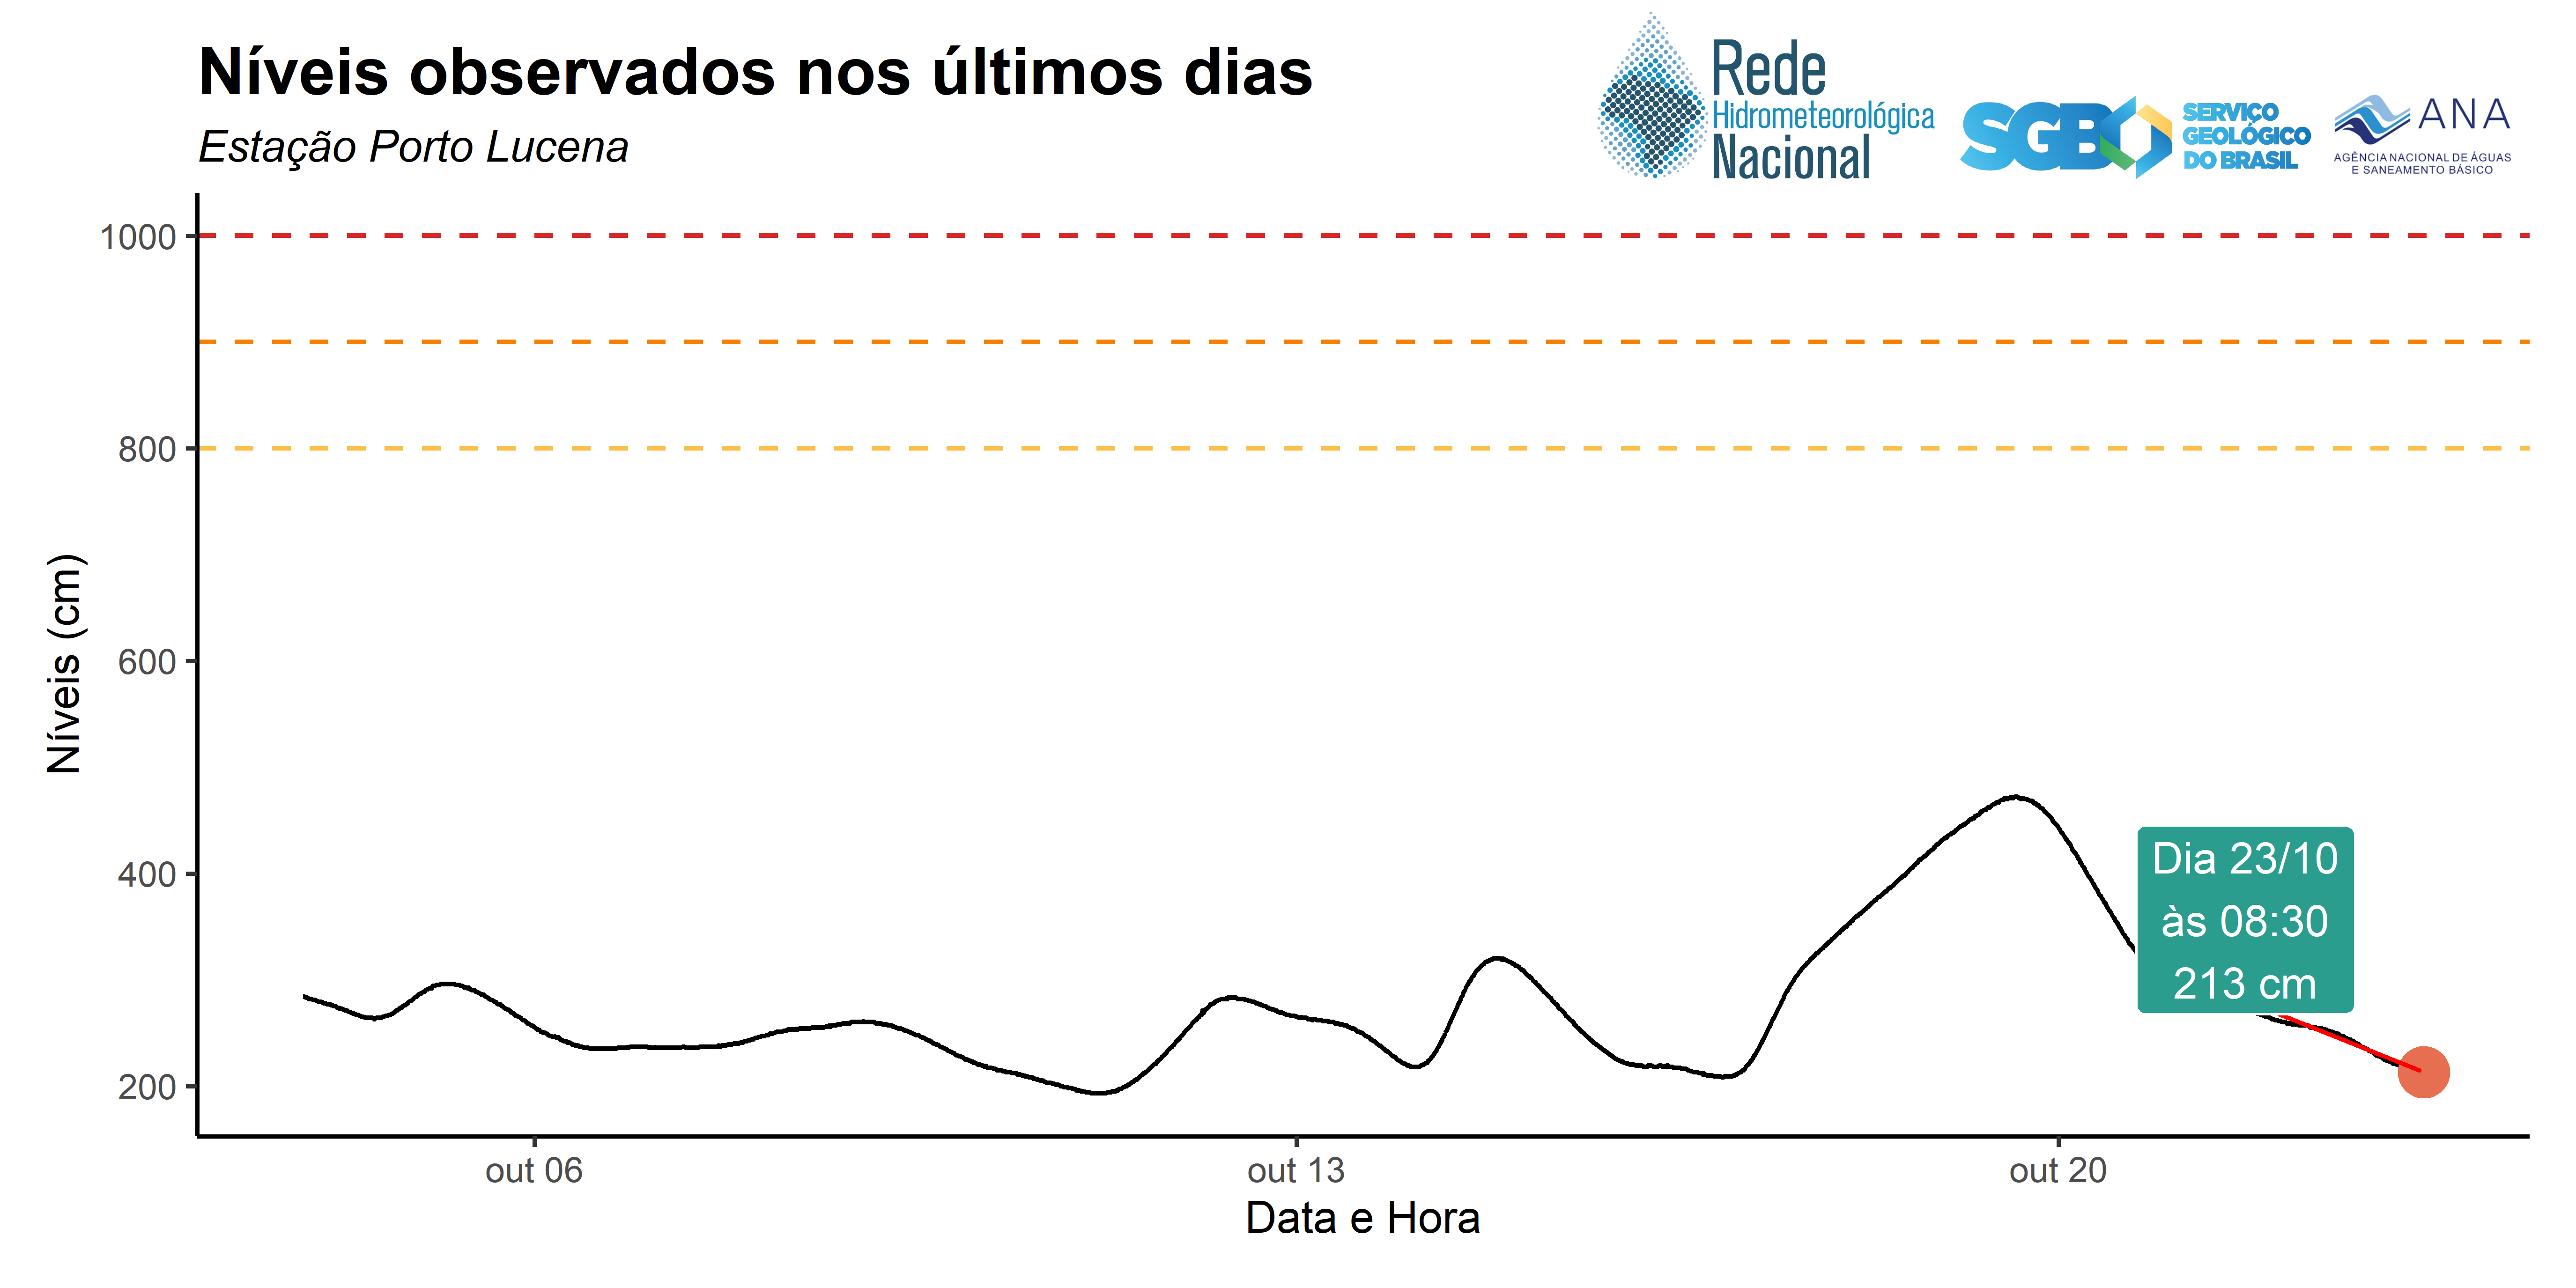 Níveis observados nos últimos dias
Estação Porto Lucena
Rede
Hidrometeorológica
Nacional
SGB
SERVIÇO
GEOLÓGICO
DO BRASIL
ANA
AGÊNCIA NACIONAL DE ÁGUAS
E SANEAMENTO BÁSICO
Níveis (cm)
1000
800
600
400
200
Dia 23/10
às 08:30
213 cm
out 06
out 13
out 20
Data e Hora